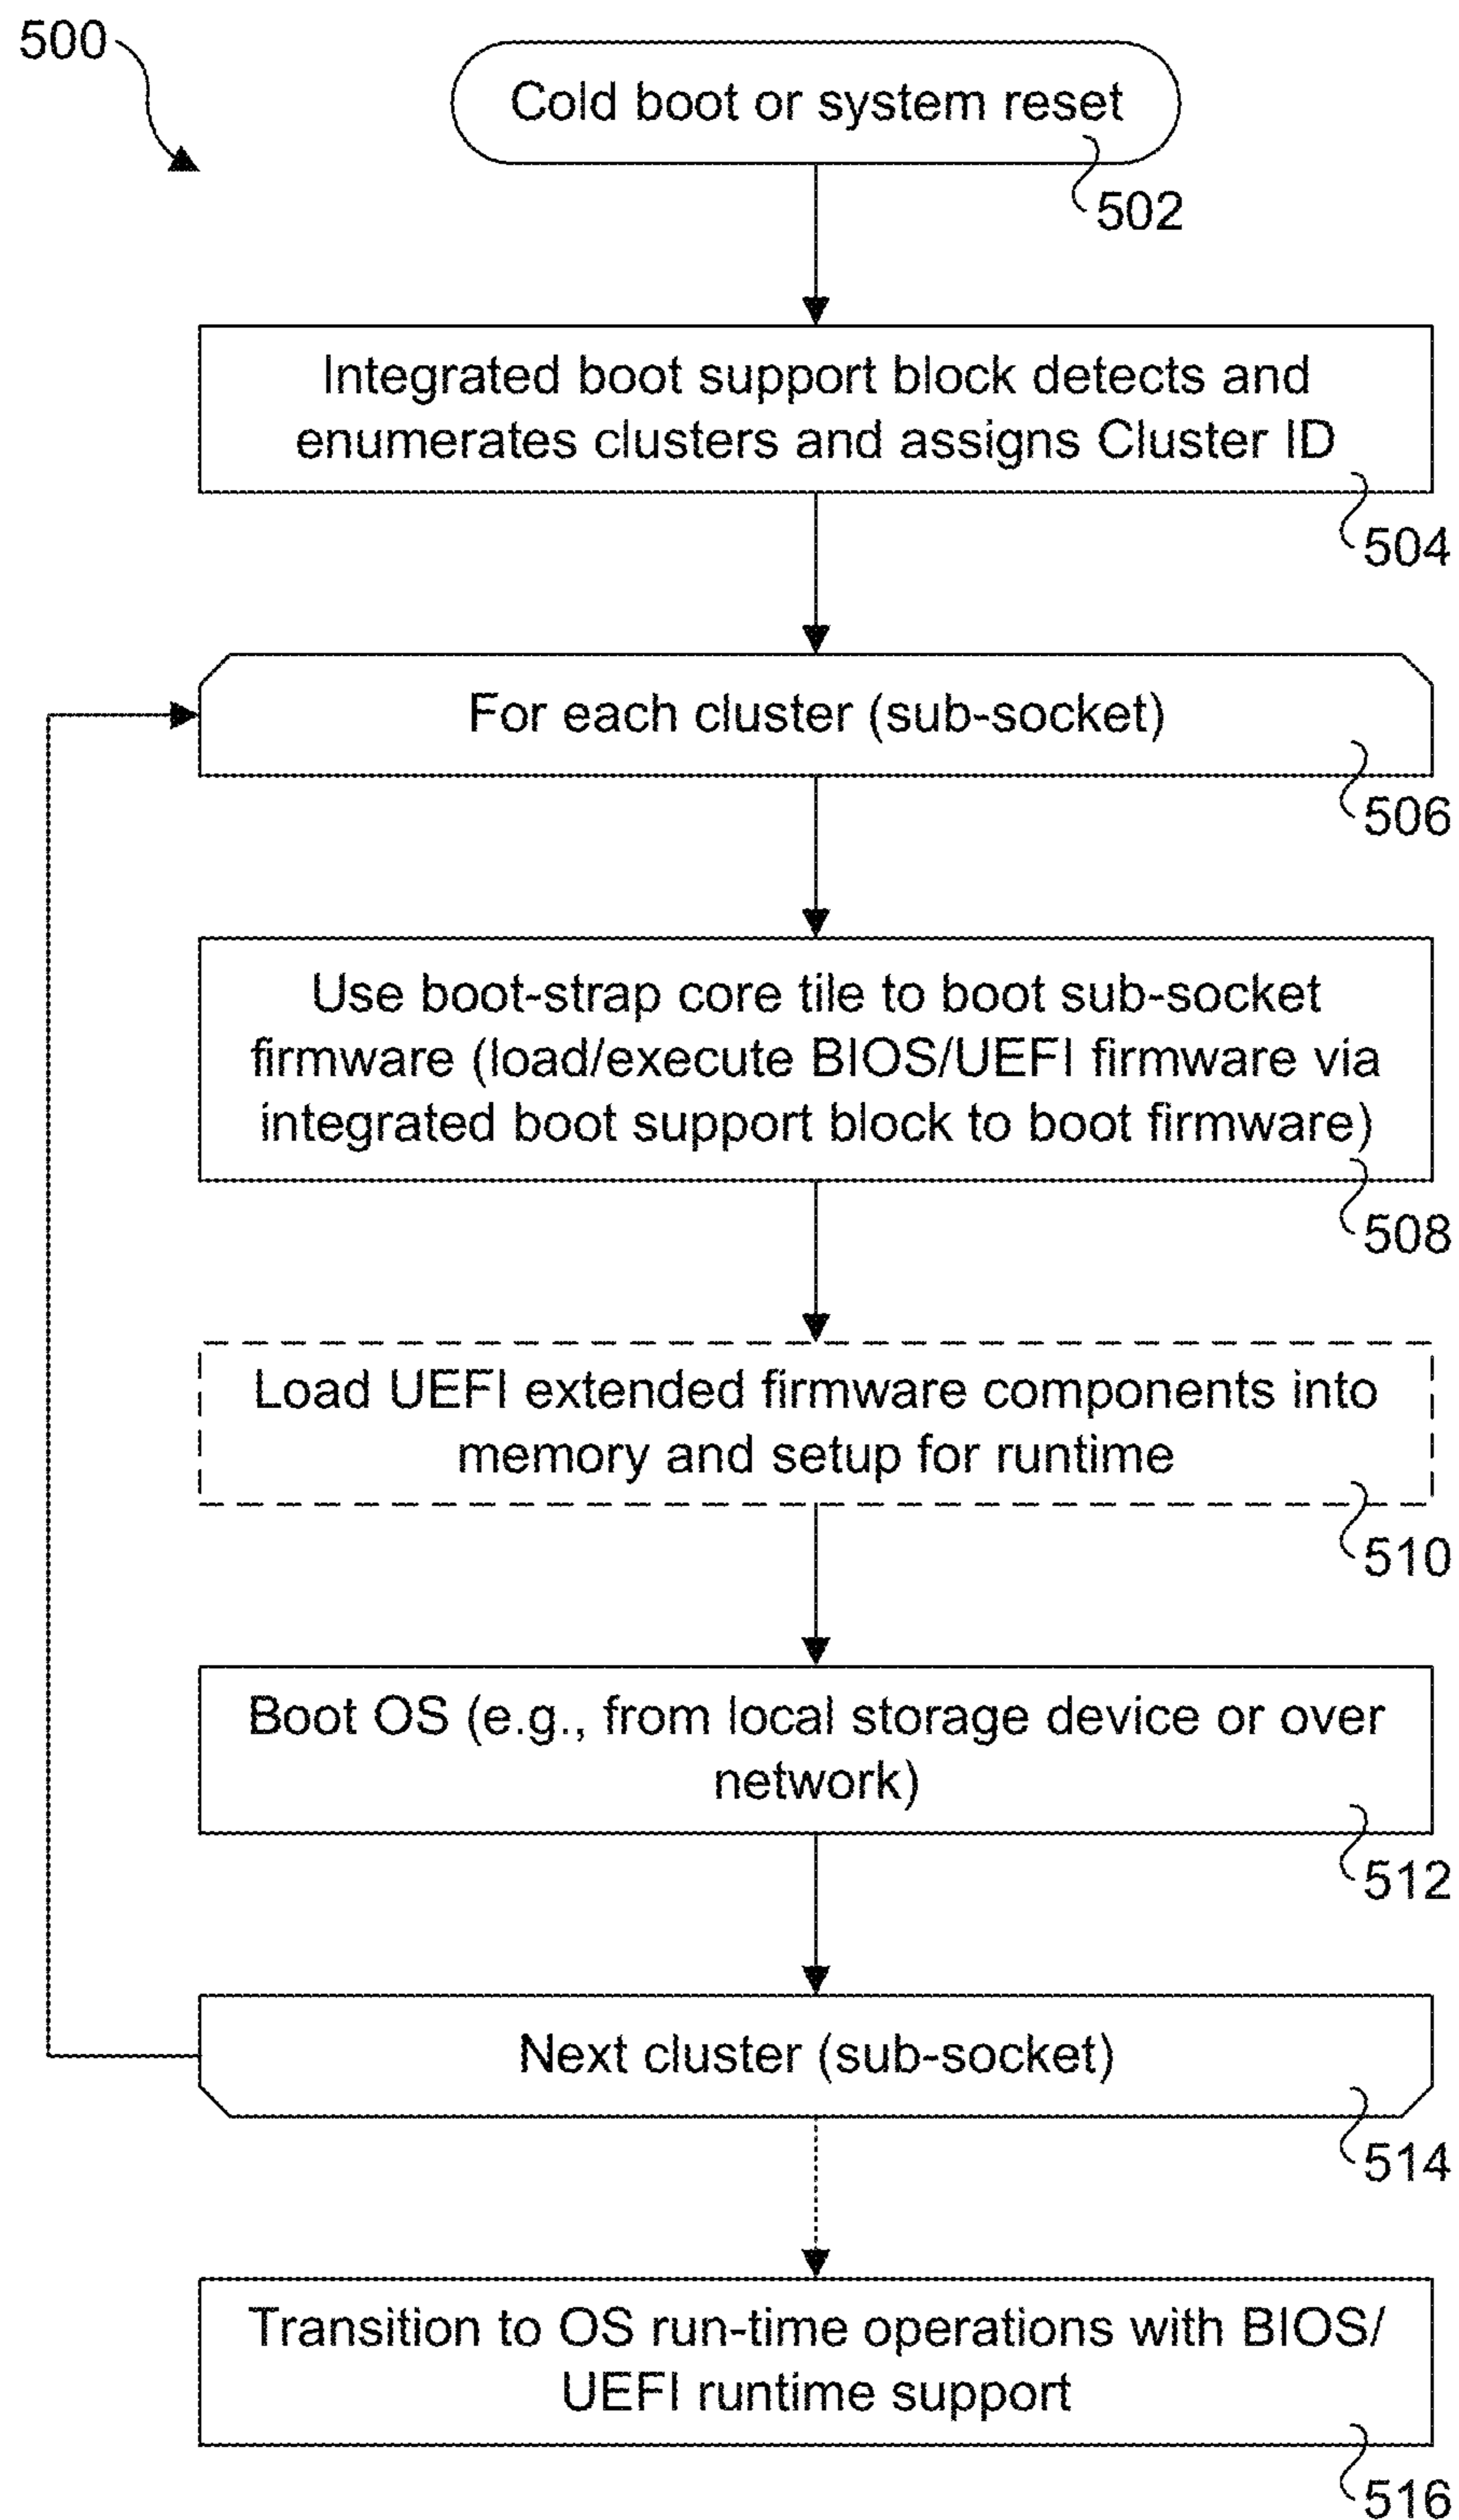 500
Cold boot or system reset
502
Integrated boot support block detects and
enumerates clusters and assigns Cluster ID
504
For each cluster (sub-socket)
506
Use boot-strap core tile to boot sub-socket
firmware (load/execute BIOS/UEFI firmware via
integrated boot support block to boot firmware)
508
Load UEFI extended firmware components into
memory and setup for runtime
510
Boot OS (e.g., from local storage device or over
network)
512
Next cluster (sub-socket)
514
Transition to OS run-time operations with BIOS/
UEFI runtime support
516